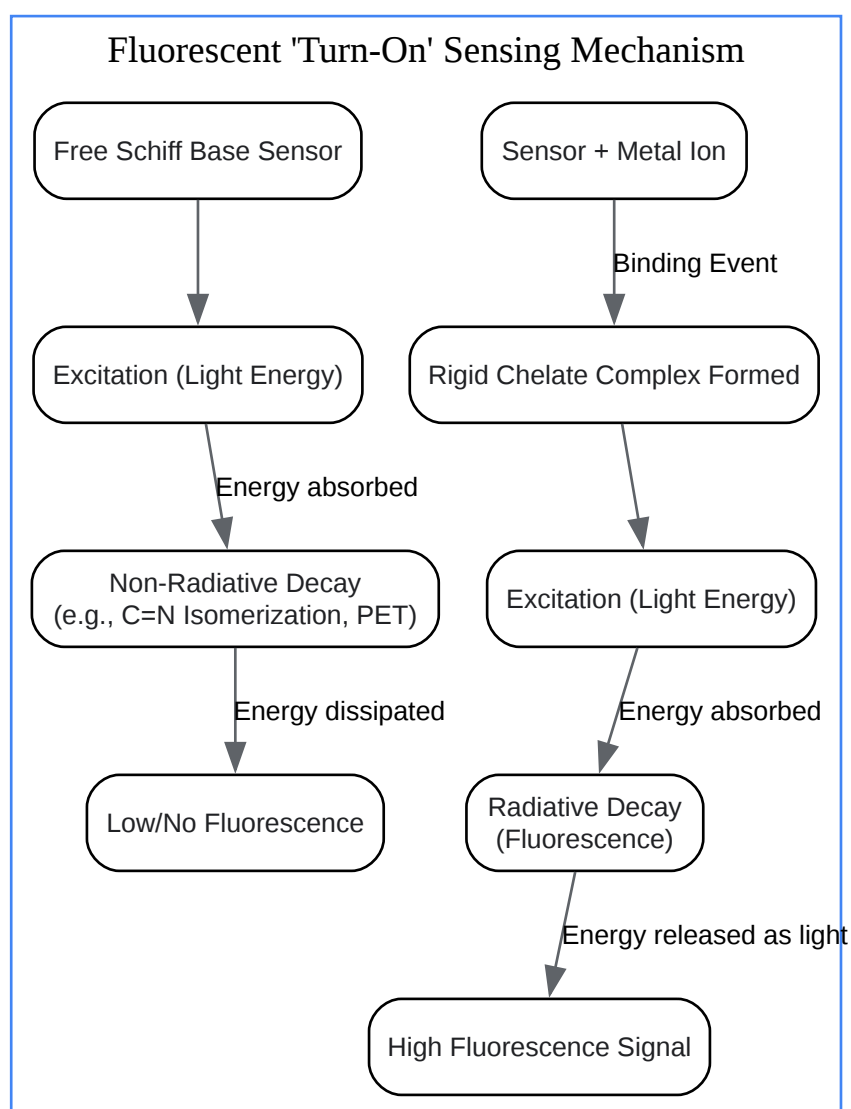 Fluorescent 'Turn-On' Sensing Mechanism
Free Schiff Base Sensor
Excitation (Light Energy)
Energy absorbed
Non-Radiative Decay
(e.g., C=N Isomerization, PET)
Energy dissipated
Low/No Fluorescence
Sensor + Metal Ion
Binding Event
Rigid Chelate Complex Formed
Excitation (Light Energy)
Energy absorbed
Radiative Decay
(Fluorescence)
Energy released as light
High Fluorescence Signal